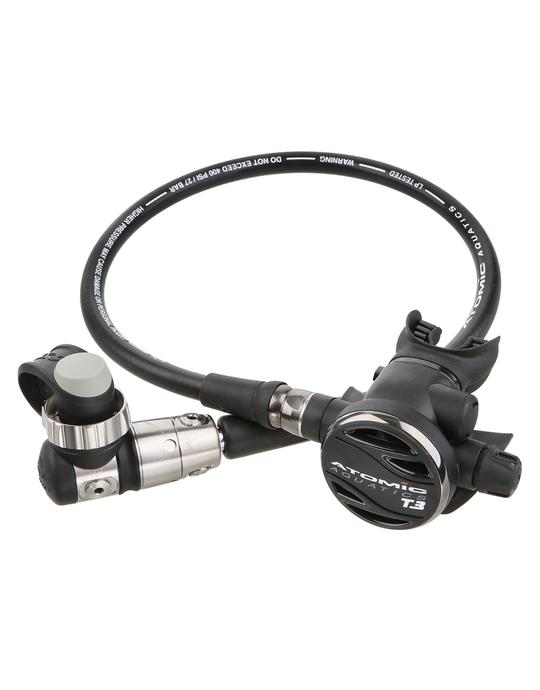 HIGHER PRESSURE MAY CAUSE DAMAGE OR PERSONAL
DO NOT EXCEED 400 PSI / 27 BAR
WARNING
LP TESTED
ATOMIC AQUATICS
ATOMIC
AQUATICS
T3